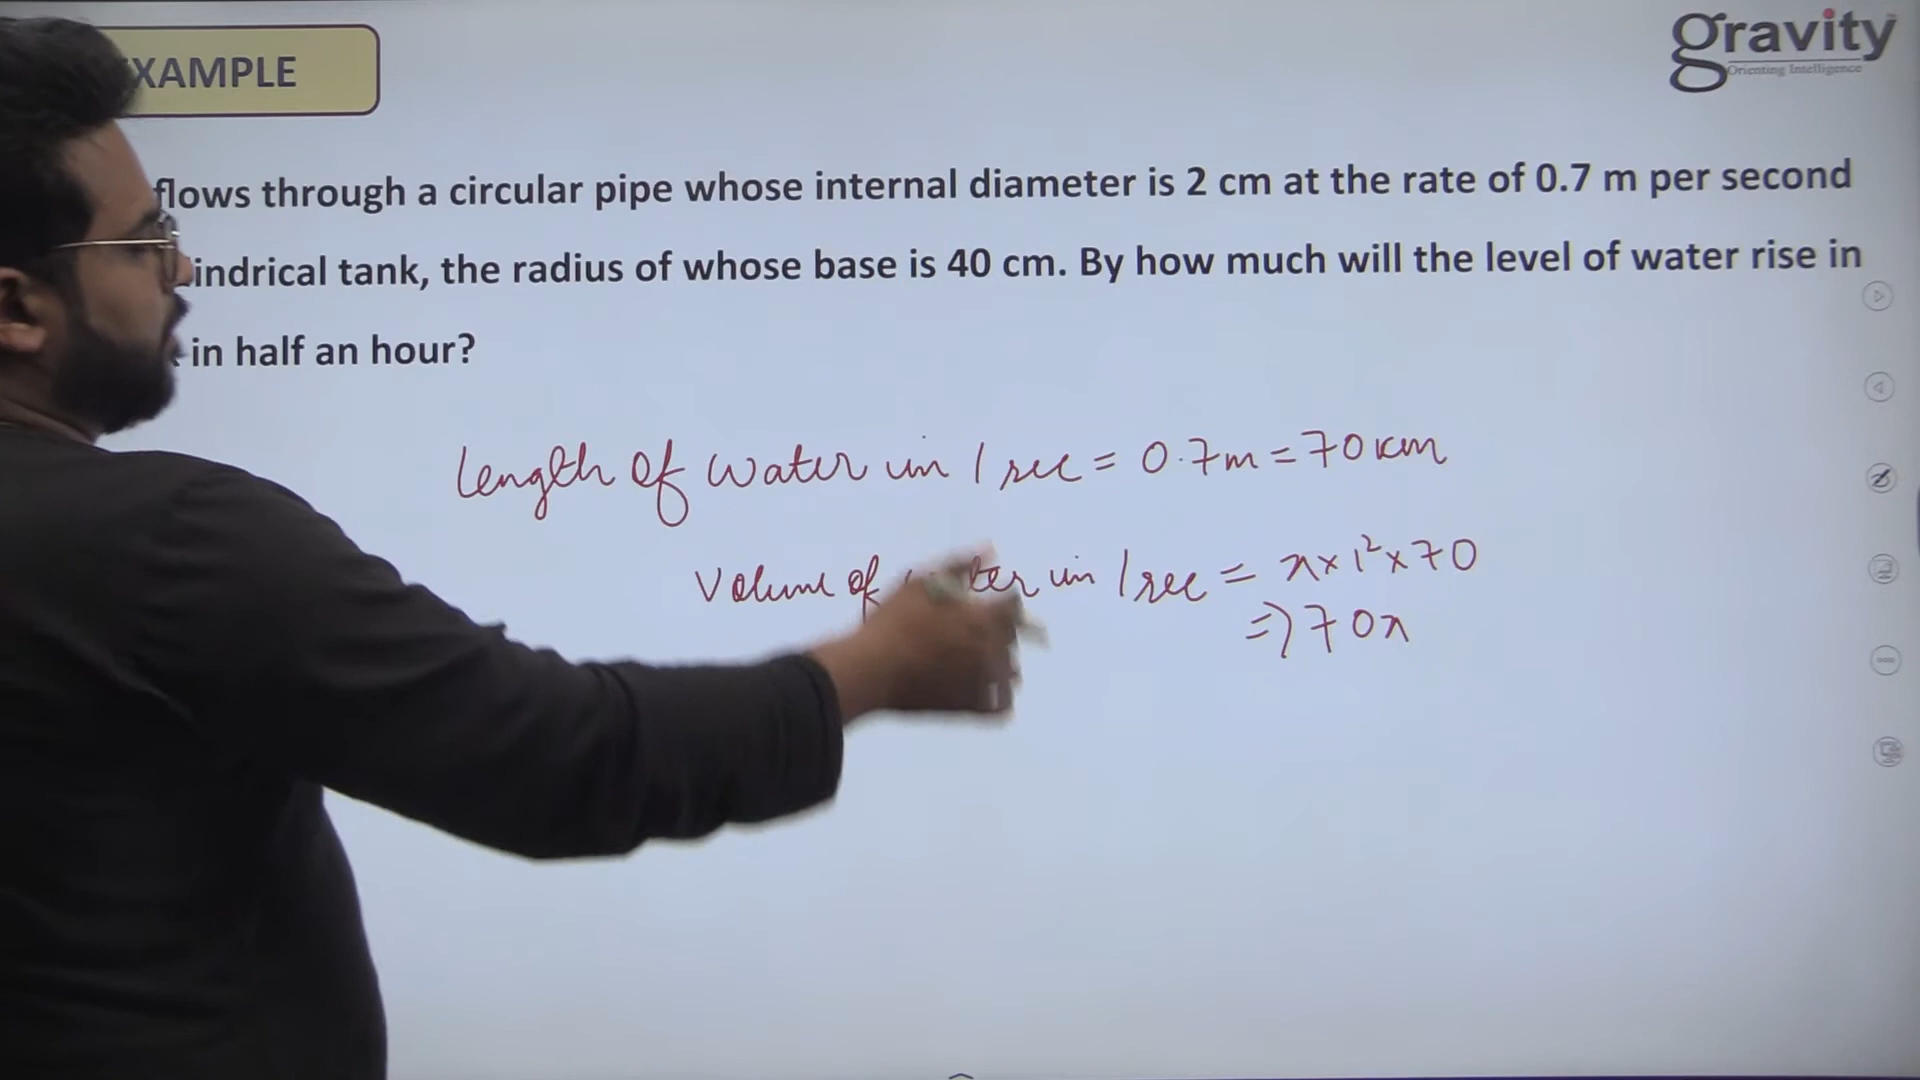 XAMPLE
gravity
Orienting Intelligence
flows through a circular pipe whose internal diameter is 2 cm at the rate of 0.7 m per second
indrical tank, the radius of whose base is 40 cm. By how much will the level of water rise in
in half an hour?
length of water in 1 sec = 0.7m = 70 cm
Volume of water in 1 sec = π × 1² × 70
⇒ 70π